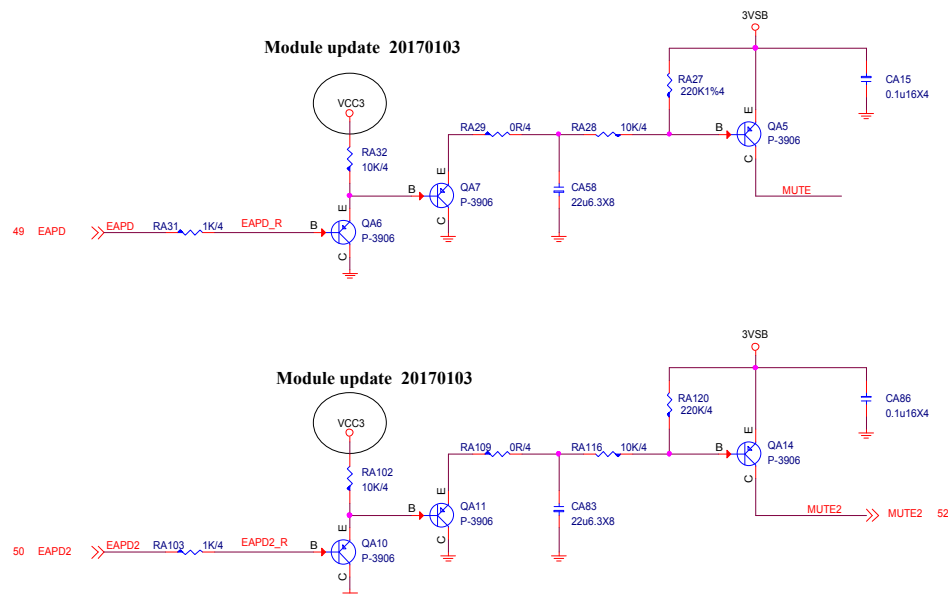 3VSB
Module update 20170103
VCC3
RA27
220K1%4
CA15
0.1u16X4
RA29
0R/4
RA28
10K/4
B
E
QA5
P-3906
C
RA32
10K/4
B
E
QA7
P-3906
C
CA58
22u6.3X8
MUTE
49 EAPD
EAPD
RA31
1K/4
EAPD_R
B
E
QA6
P-3906
C
3VSB
Module update 20170103
VCC3
RA120
220K/4
CA86
0.1u16X4
RA109
0R/4
RA116
10K/4
B
E
QA14
P-3906
C
RA102
10K/4
B
E
QA11
P-3906
C
CA83
22u6.3X8
MUTE2
MUTE2 52
50 EAPD2
EAPD2
RA103
1K/4
EAPD2_R
B
E
QA10
P-3906
C